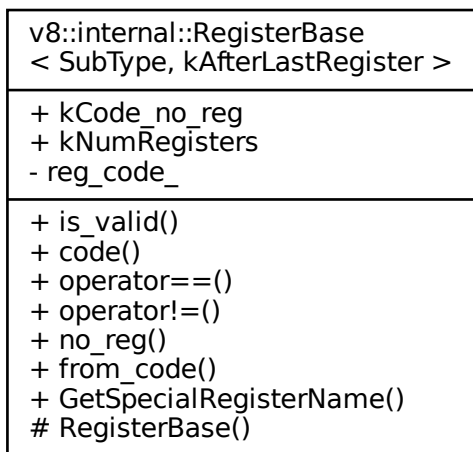 v8::internal::RegisterBase
< SubType, kAfterLastRegister >
+ kCode_no_reg
+ kNumRegisters
- reg_code_
+ is_valid()
+ code()
+ operator==()
+ operator!=()
+ no_reg()
+ from_code()
+ GetSpecialRegisterName()
# RegisterBase()